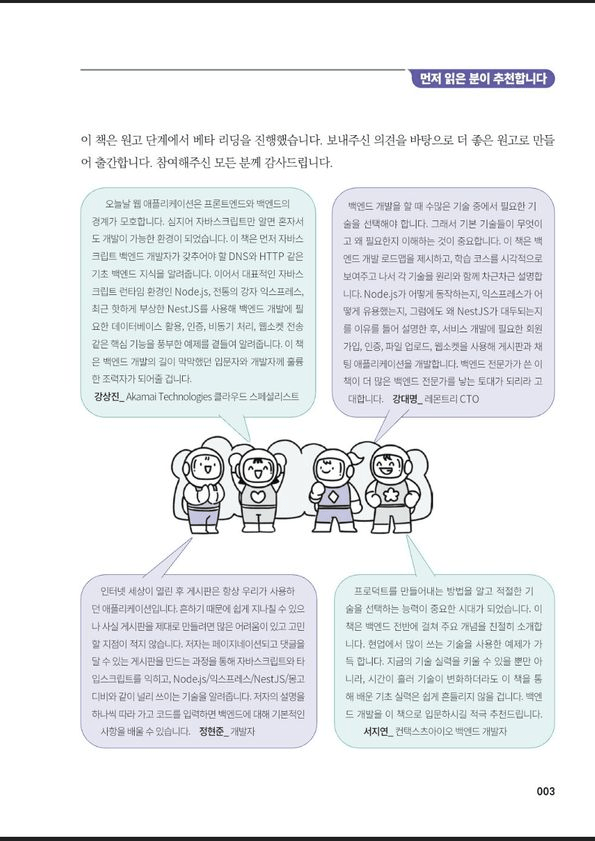 먼저 읽은 분이 추천합니다
이 책은 원고 단계에서 베타 리딩을 진행했습니다. 보내주신 의견을 바탕으로 더 좋은 원고로 만들
어 출간합니다. 참여해주신 모든 분께 감사드립니다.
오늘날 웹 애플리케이션은 프론트엔드와 백엔드의
경계가 모호합니다. 심지어 자바스크립트만 알면 혼자서
도 개발이 가능한 환경이 되었습니다. 이 책은 먼저 자바스
크립트 백엔드 개발자가 갖추어야 할 DNS와 HTTP 같은
기초 백엔드 지식을 알려줍니다. 이어서 대표적인 자바스
크립트 런타임 환경인 Node.js, 전통의 강자 익스프레스,
최근 핫하게 부상한 NestJS를 사용해 백엔드 개발에 필
요한 데이터베이스 활용, 인증, 비동기 처리, 웹소켓 전송
같은 핵심 기능을 풍부한 예제를 곁들여 알려줍니다. 이 책
은 백엔드 개발의 길이 막막했던 입문자와 개발자께 훌륭
한 조력자가 되어줄 겁니다.
강상진_ Akamai Technologies 클라우드 스페셜리스트
백엔드 개발을 할 때 수많은 기술 중에서 필요한 기
술을 선택해야 합니다. 그래서 기본 기술들이 무엇이
고 왜 필요한지 이해하는 것이 중요합니다. 이 책은 백
엔드 개발 로드맵을 제시하고, 학습 코스를 시각적으로
보여주고 나서 각 기술을 원리와 함께 차근차근 설명합
니다. Node.js가 어떻게 동작하는지, 익스프레스가 어
떻게 유용했는지, 그럼에도 왜 NestJS가 대두되는지
를 이유를 들어 설명한 후, 서비스 개발에 필요한 회원
가입, 인증, 파일 업로드, 웹소켓을 사용해 게시판과 채
팅 애플리케이션을 개발합니다. 백엔드 전문가가 쓴 이
책이 더 많은 백엔드 전문가를 낳는 토대가 되리라 고
대합니다. 강대명_ 레몬트리 CTO
인터넷 세상이 열린 후 게시판은 항상 우리가 사용하
던 애플리케이션입니다. 흔하기 때문에 쉽게 지나칠 수 있으
나 사실 게시판을 제대로 만들려면 많은 어려움이 있고 고민
할 지점이 적지 않습니다. 저자는 페이지네이션되고 댓글을
달 수 있는 게시판을 만드는 과정을 통해 자바스크립트와 타
입스크립트를 익히고, Node.js/익스프레스/NestJS/몽고
디비와 같이 널리 쓰이는 기술을 알려줍니다. 저자의 설명을
하나씩 따라 가고 코드를 입력하면 백엔드에 대해 기본적인
사항을 배울 수 있습니다. 정현준_ 개발자
프로덕트를 만들어내는 방법을 알고 적절한 기
술을 선택하는 능력이 중요한 시대가 되었습니다. 이
책은 백엔드 전반에 걸쳐 주요 개념을 친절히 소개합
니다. 현업에서 많이 쓰는 기술을 사용한 예제가 가
득 합니다. 지금의 기술 실력을 키울 수 있을 뿐만 아
니라, 시간이 흘러 기술이 변화하더라도 이 책을 통
해 배운 기초 실력은 쉽게 흔들리지 않을 겁니다. 백엔
드 개발을 이 책으로 입문하시길 적극 추천드립니다.
서지연_ 컨택스츠아이오 백엔드 개발자
003